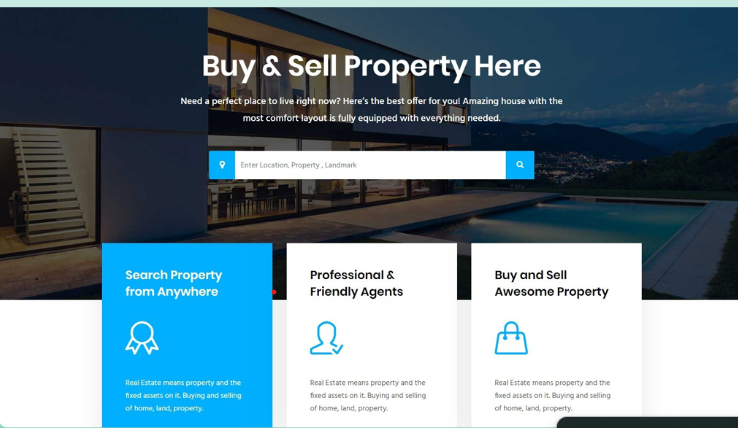 Buy & Sell Property Here
Need a perfect place to live right now? Here's the best offer for you! Amazing house with the
most comfort layout is fully equipped with everything needed.
Enter Location, Property , Landmark
Search Property
from Anywhere
Real Estate means property and the
fixed assets on it. Buying and selling
of home, land, property.
Professional &
Friendly Agents
Real Estate means property and the
fixed assets on it. Buying and selling
of home, land, property.
Buy and Sell
Awesome Property
Real Estate means property and the
fixed assets on it. Buying and selling
of home, land, property.